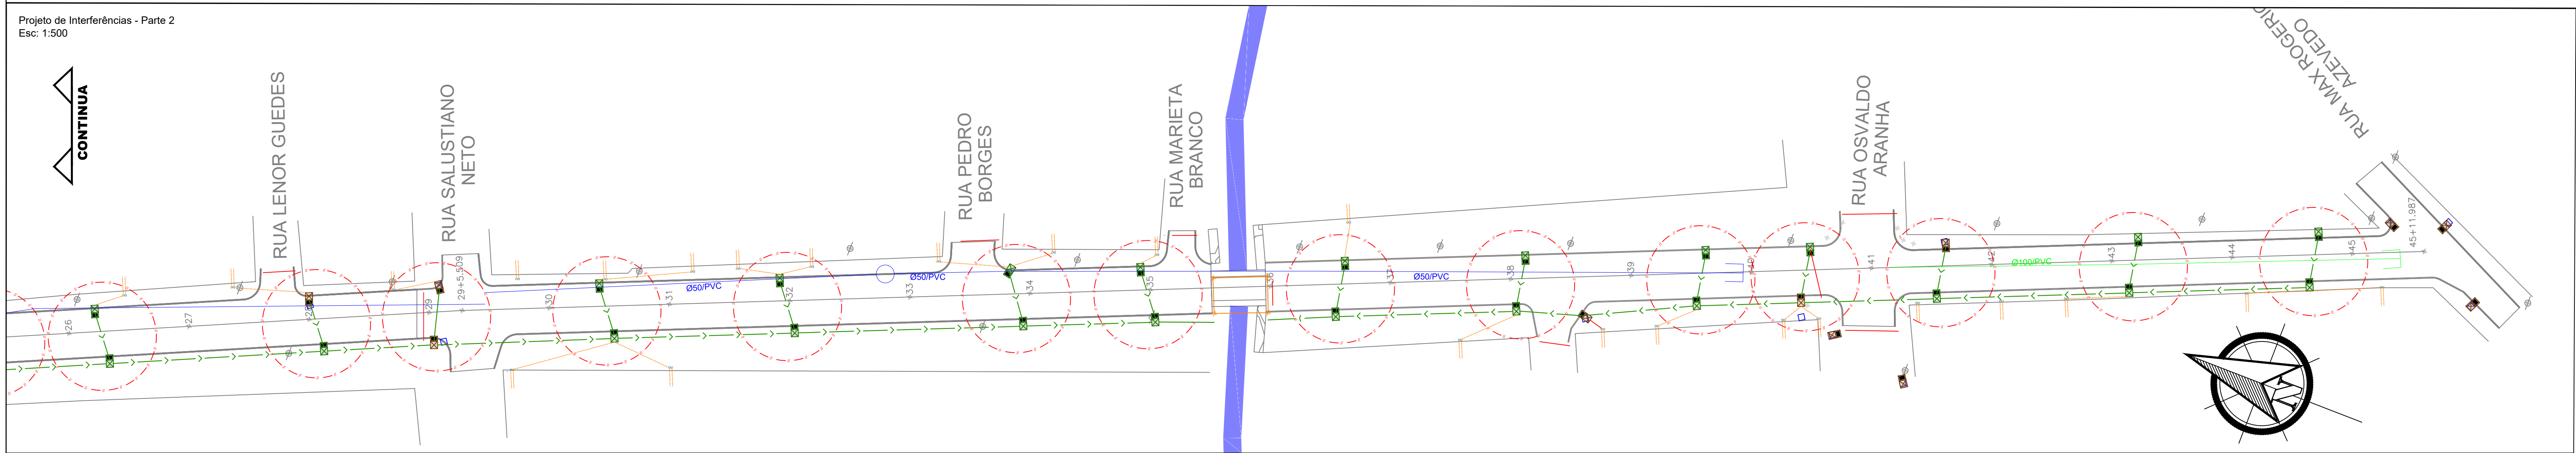 Projeto de Interferências - Parte 2
Esc: 1:500
CONTINUA
RUA LENOR GUEDES
RUA SALUSTIANO
NETO
RUA PEDRO
BORGES
RUA MARIETA
BRANCO
RUA OSVALDO
ARANHA
RUA MAX ROGERIO
AZEVEDO
26
27
29
29+5.509
30
31
32
33
34
35
36
37
38
39
41
42
43
44
45
45+11.987
Ø50/PVC
Ø50/PVC
Ø50/PVC
Ø100/PVC
N